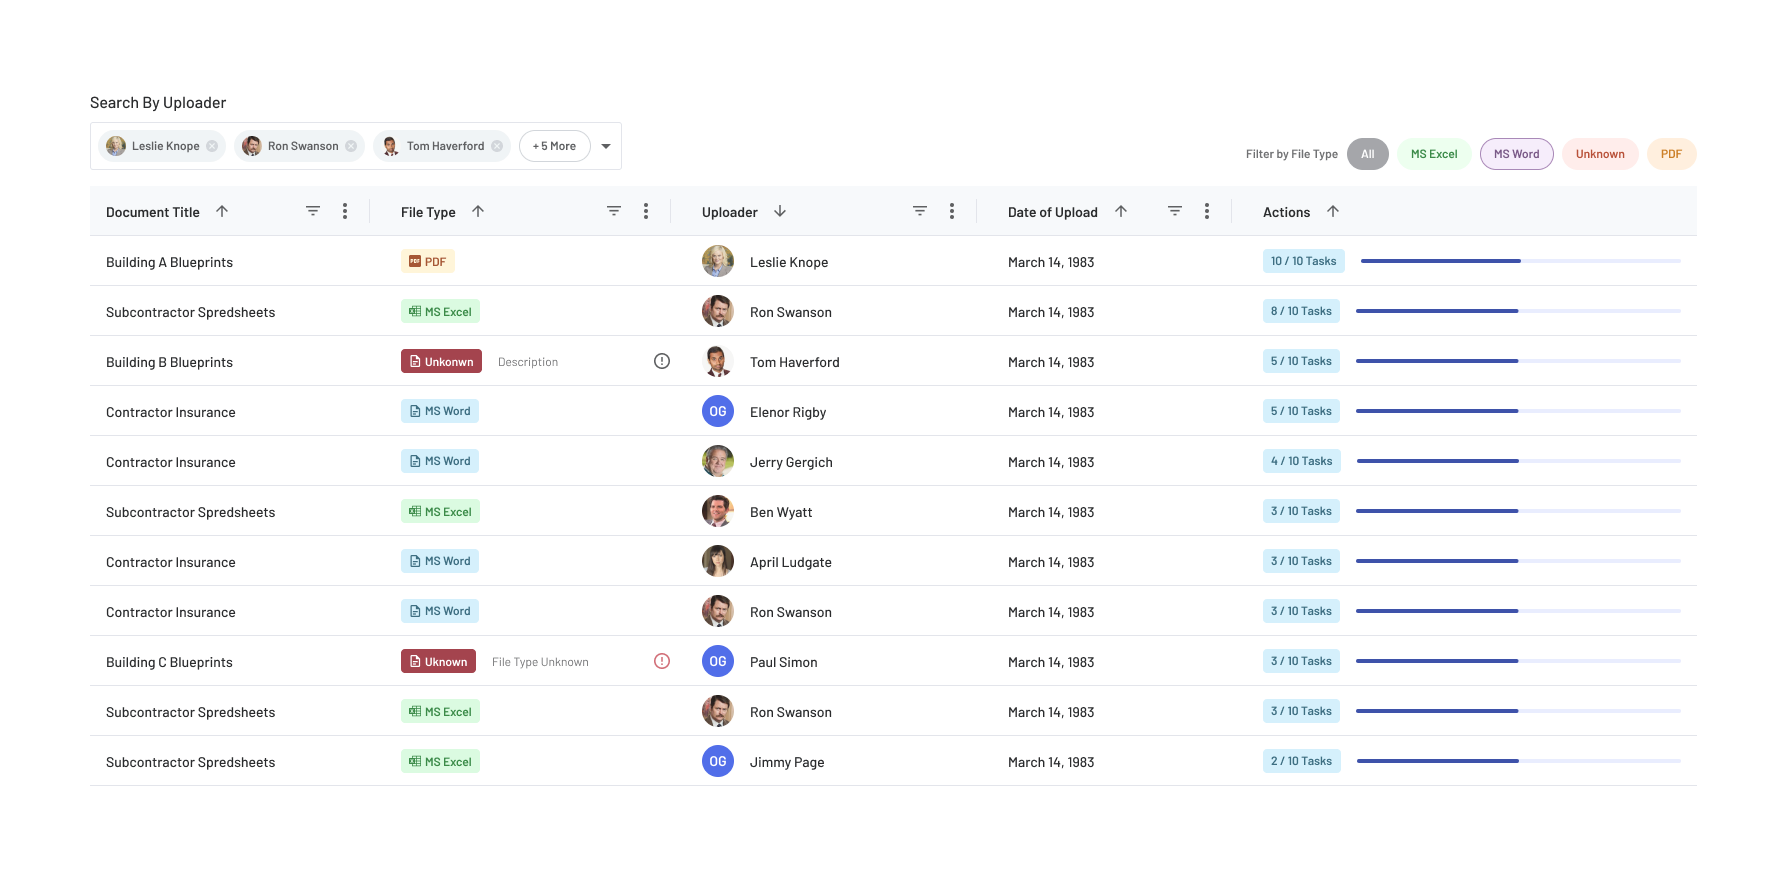 Search By Uploader
Leslie Knope Ron Swanson Tom Haverford + 5 More
Filter by File Type All MS Excel MS Word Unknown PDF
Document Title File Type Uploader Date of Upload Actions
Building A Blueprints PDF PDF Leslie Knope March 14, 1983 10 / 10 Tasks
Subcontractor Spredsheets MS Excel Ron Swanson March 14, 1983 8 / 10 Tasks
Building B Blueprints Unkonwn Description Tom Haverford March 14, 1983 5 / 10 Tasks
Contractor Insurance MS Word OG Elenor Rigby March 14, 1983 5 / 10 Tasks
Contractor Insurance MS Word Jerry Gergich March 14, 1983 4 / 10 Tasks
Subcontractor Spredsheets MS Excel Ben Wyatt March 14, 1983 3 / 10 Tasks
Contractor Insurance MS Word April Ludgate March 14, 1983 3 / 10 Tasks
Contractor Insurance MS Word Ron Swanson March 14, 1983 3 / 10 Tasks
Building C Blueprints Uknown File Type Unknown OG Paul Simon March 14, 1983 3 / 10 Tasks
Subcontractor Spredsheets MS Excel Ron Swanson March 14, 1983 3 / 10 Tasks
Subcontractor Spredsheets MS Excel OG Jimmy Page March 14, 1983 2 / 10 Tasks